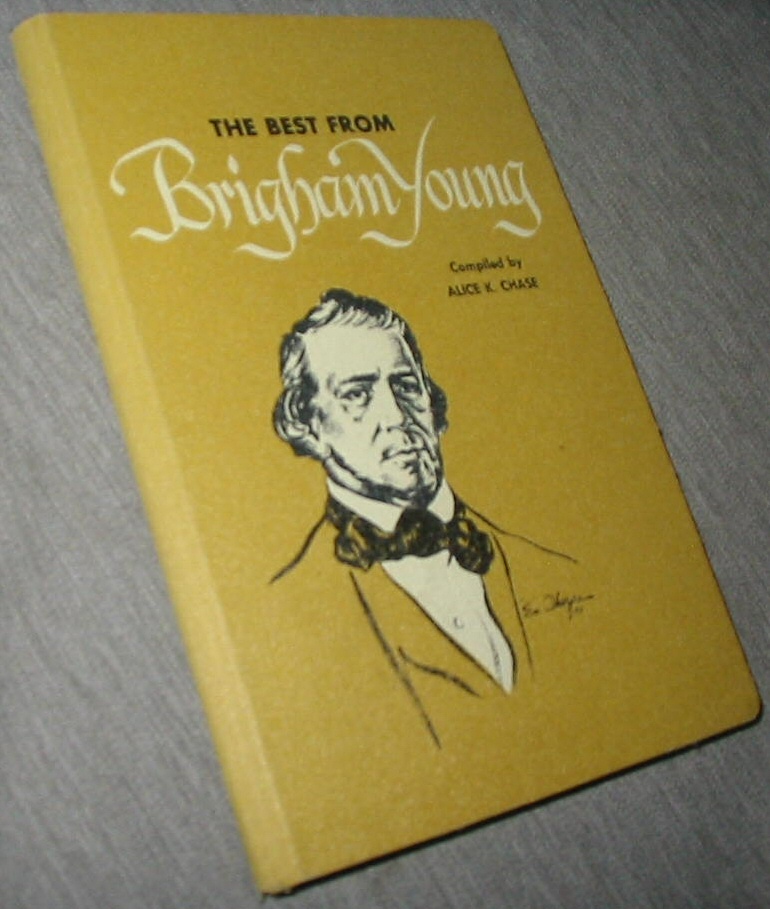 THE BEST FROM
Brigham Young
Compiled by
ALICE K. CHASE